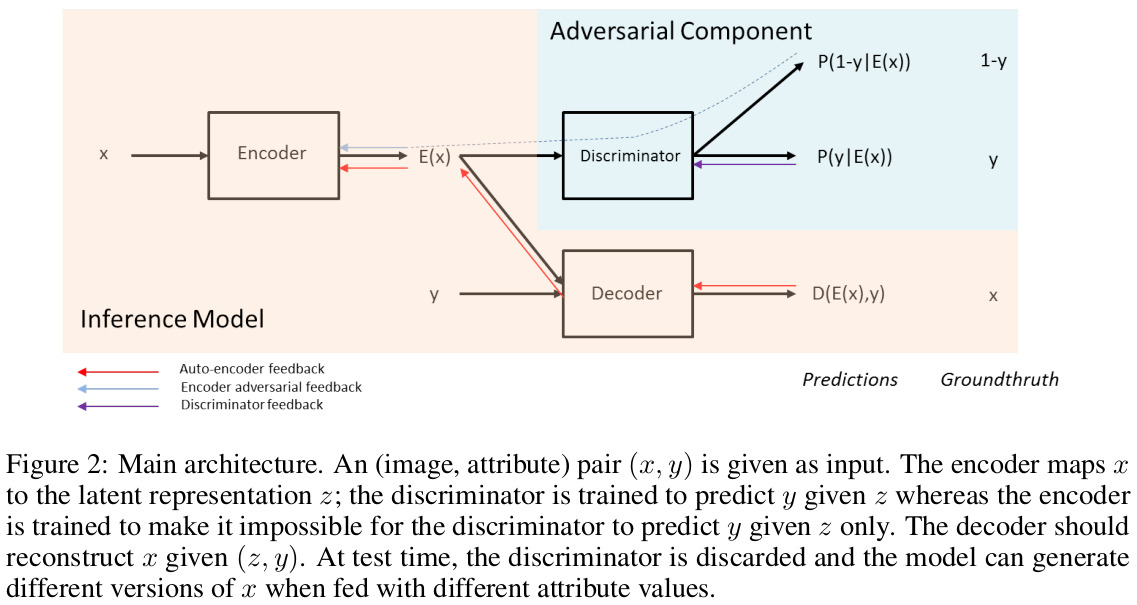 Adversarial Component
P(1-y|E(x)) 1-y
x Encoder E(x) Discriminator P(y|E(x)) y
y Decoder D(E(x),y) x
Inference Model
Auto-encoder feedback
Encoder adversarial feedback
Discriminator feedback
Predictions Groundthruth
Figure 2: Main architecture. An (image, attribute) pair (x, y) is given as input. The encoder maps x
to the latent representation z; the discriminator is trained to predict y given z whereas the encoder
is trained to make it impossible for the discriminator to predict y given z only. The decoder should
reconstruct x given (z, y). At test time, the discriminator is discarded and the model can generate
different versions of x when fed with different attribute values.